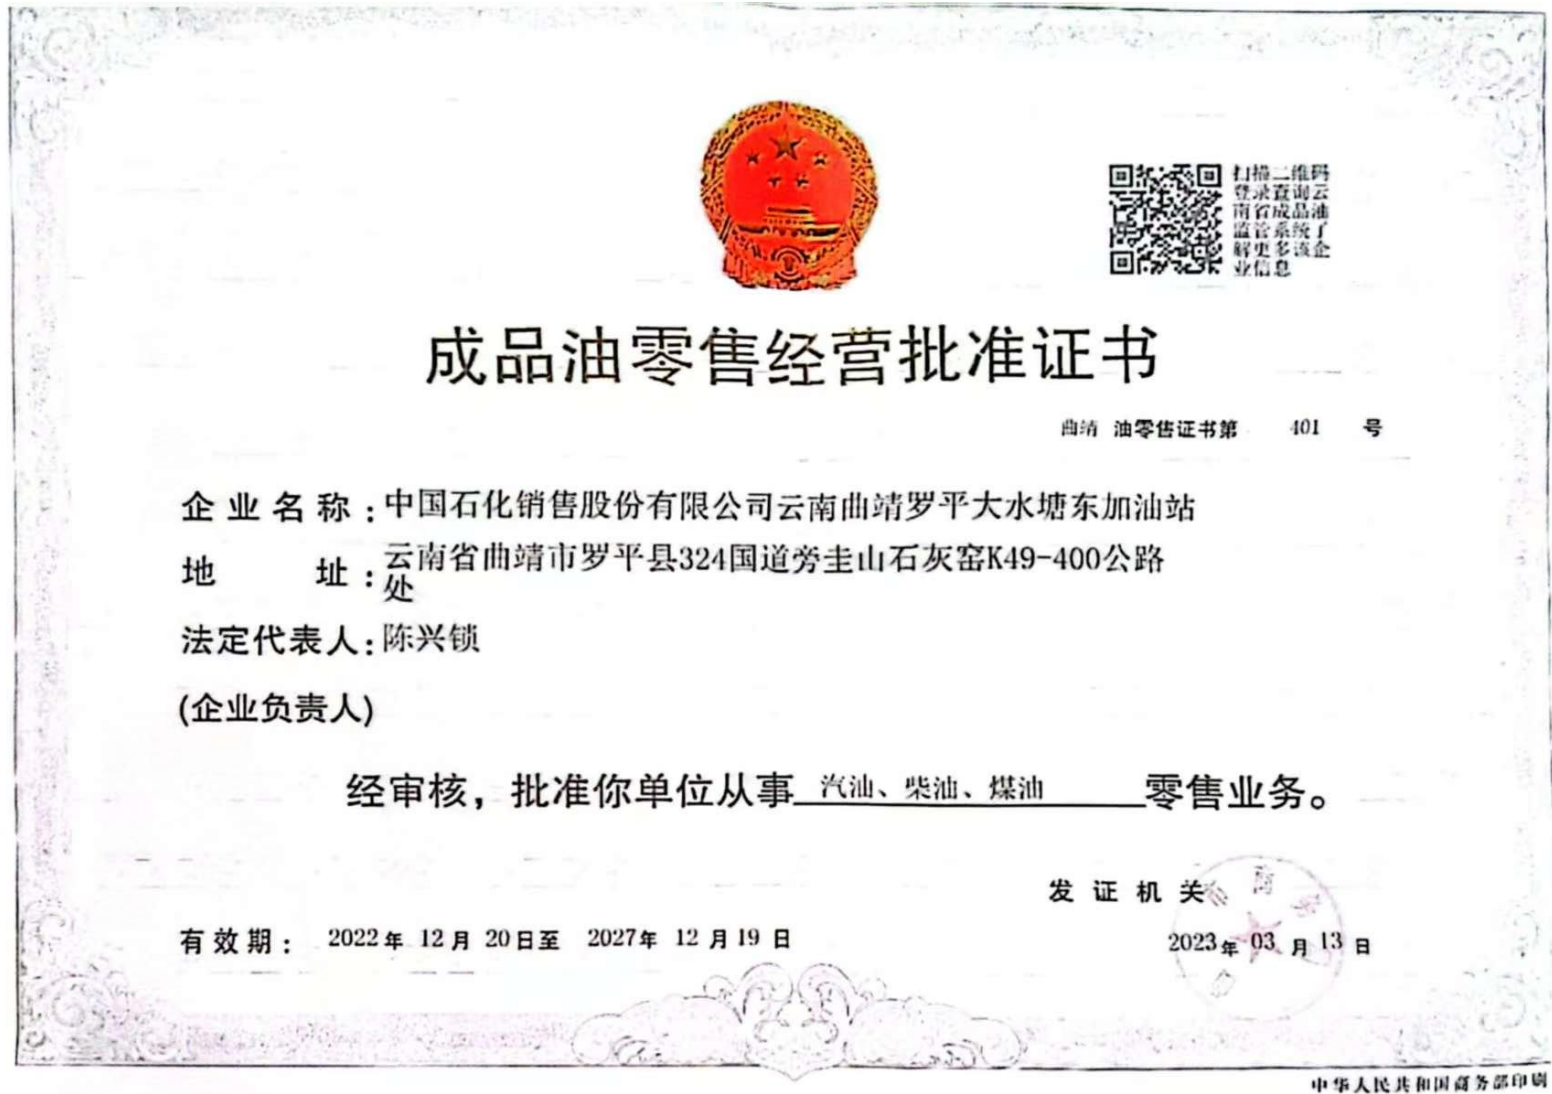 扫描二维码
登录查询云
南省成品油
监管系统了
解更多该企
业信息
成品油零售经营批准证书
曲靖 油零售证书第 401 号
企业名称：中国石化销售股份有限公司云南曲靖罗平大水塘东加油站
地 址：云南省曲靖市罗平县324国道旁圭山石灰窑K49-400公路
处
法定代表人：陈兴锁
(企业负责人)
经审核，批准你单位从事 汽油、柴油、煤油 零售业务。
发证机关
市商务
有效期： 2022年 12月 20日至 2027年 12月19日
2023年 03月 13日
中华人民共和国商务部印制